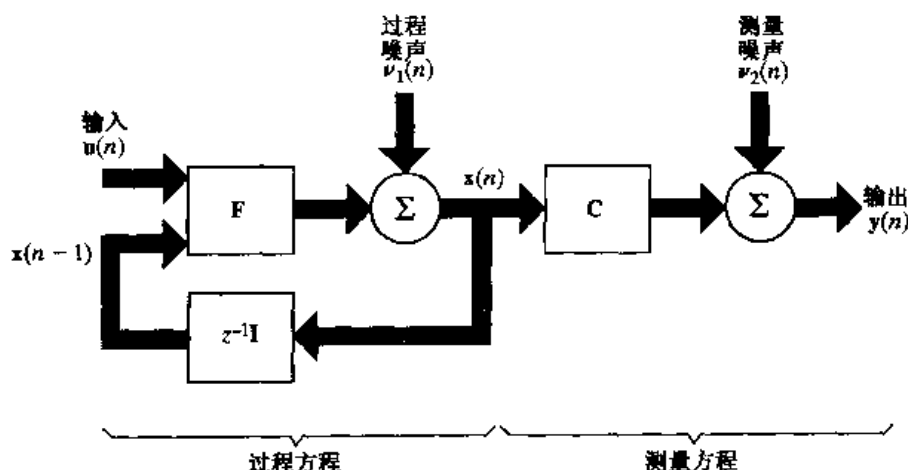 过程
噪声
ν₁(n)
测量
噪声
ν₂(n)
输入
u(n)
F
Σ
x(n)
C
Σ
输出
y(n)
x(n − 1)
z⁻¹I
过程方程
测量方程